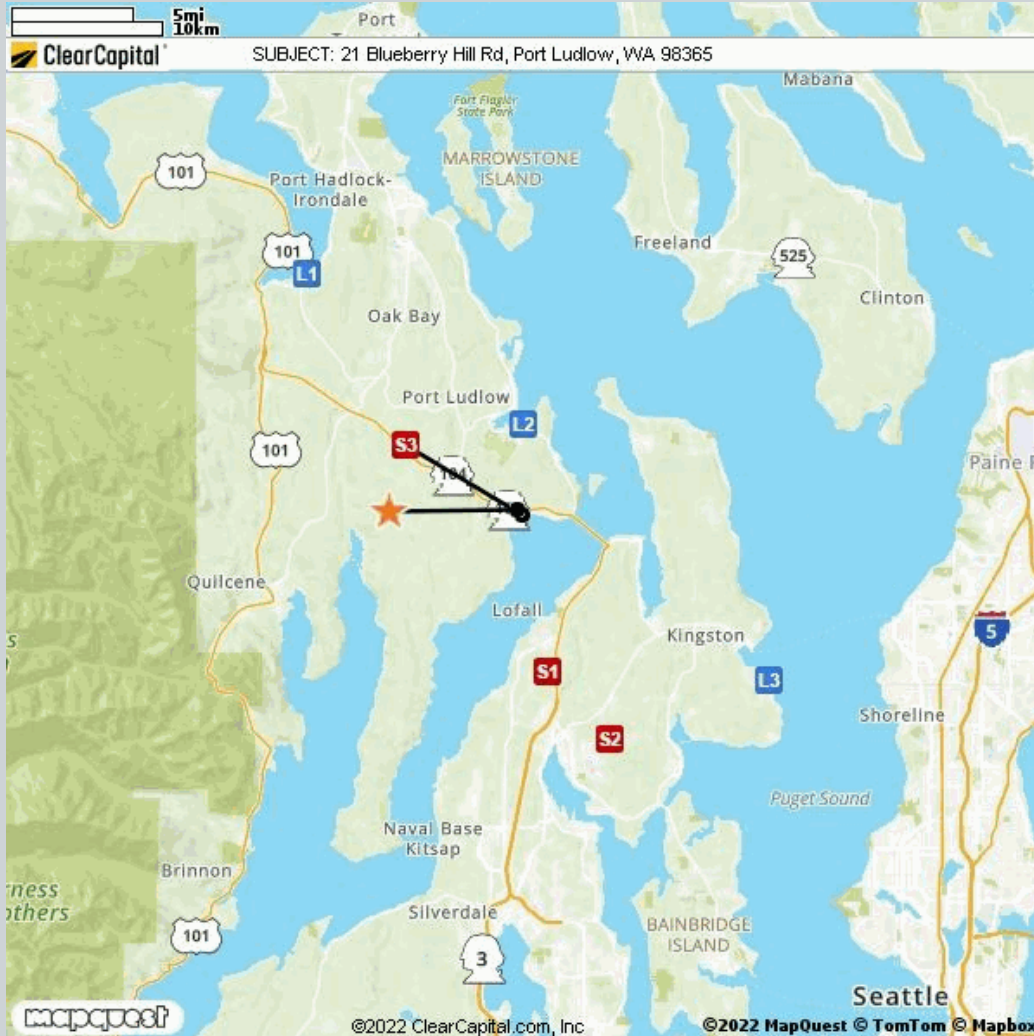 5mi
10km
Port
ClearCapital
SUBJECT: 21 Blueberry Hill Rd, Port Ludlow, WA 98365
Mabana
Fort Flagler
State Park
MARROWSTONE
ISLAND
101
Port Hadlock-
Irondale
101
L1
Freeland
525
Clinton
Oak Bay
Port Ludlow
L2
S3
101
104
Paine
Quilcene
Lofall
Kingston
5
S1
L3
Shoreline
S2
Puget Sound
Naval Base
Kitsap
Brinnon
rness
others
Silverdale
101
BAINBRIDGE
ISLAND
3
Seattle
mapquest
©2022 ClearCapital.com, Inc
©2022 MapQuest © TomTom © Mapbox